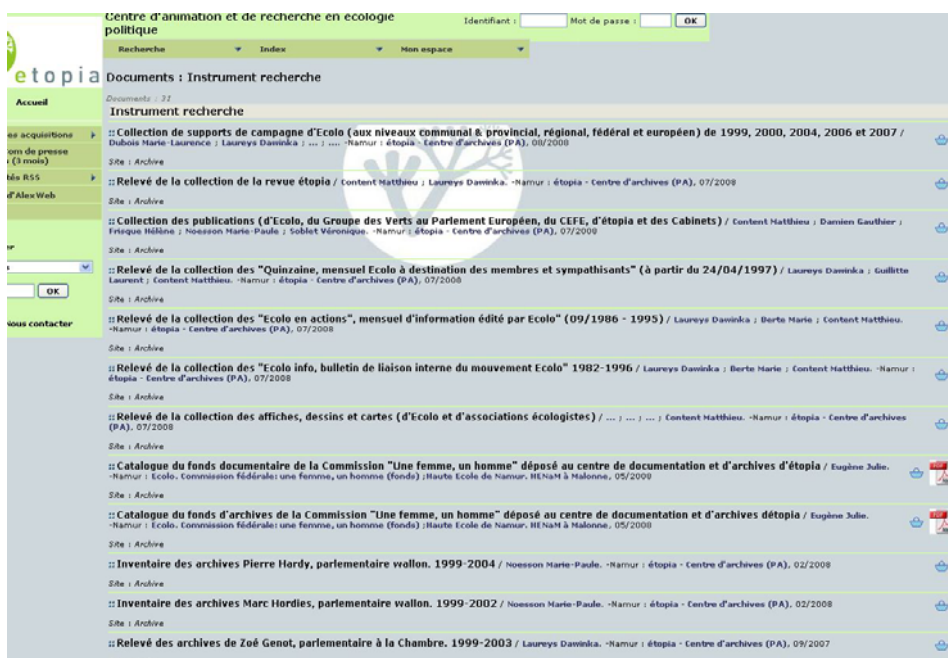 Centre d'animation et de recherche en écologie
politique
Identifiant :
Mot de passe :
OK
Recherche
Index
Mon espace
etopia
Documents : Instrument recherche
Accueil
Documents : 31
Instrument recherche
es acquisitions
om de presse
(3 mois)
tés RSS
d'AlexWeb
OK
Nous contacter
:: Collection de supports de campagne d'Ecolo (aux niveaux communal & provincial, régional, fédéral et européen) de 1999, 2000, 2004, 2006 et 2007 /
Dubois Marie-Laurence ; Laureys Dawinka ; ... ; .... -Namur : étopia - Centre d'archives (PA), 08/2008
Site : Archive
:: Relevé de la collection de la revue étopia / Content Matthieu ; Laureys Dawinka. -Namur : étopia - Centre d'archives (PA), 07/2008
Site : Archive
:: Collection des publications (d'Ecolo, du Groupe des Verts au Parlement Européen, du CEFE, d'étopia et des Cabinets) / Content Matthieu ; Damien Gauthier ;
Frisque Hélène ; Noesson Marie-Paule ; Soblet Véronique. -Namur : étopia - Centre d'archives (PA), 07/2008
Site : Archive
:: Relevé de la collection des "Quinzaine, mensuel Ecolo à destination des membres et sympathisants" (à partir du 24/04/1997) / Laureys Dawinka ; Guillitte
Laurent ; Content Matthieu. -Namur : étopia - Centre d'archives (PA), 07/2008
Site : Archive
:: Relevé de la collection des "Ecolo en actions", mensuel d'information édité par Ecolo" (09/1986 - 1995) / Laureys Dawinka ; Berte Marie ; Content Matthieu.
-Namur : étopia - Centre d'archives (PA), 07/2008
Site : Archive
:: Relevé de la collection des "Ecolo info, bulletin de liaison interne du mouvement Ecolo" 1982-1996 / Laureys Dawinka ; Berte Marie ; Content Matthieu. -Namur :
étopia - Centre d'archives (PA), 07/2008
Site : Archive
:: Relevé de la collection des affiches, dessins et cartes (d'Ecolo et d'associations écologistes) / ... ; ... ; ... ; Content Matthieu. -Namur : étopia - Centre d'archives
(PA), 07/2008
Site : Archive
:: Catalogue du fonds documentaire de la Commission "Une femme, un homme" déposé au centre de documentation et d'archives d'étopia / Eugène Julie.
-Namur : Ecolo. Commission fédérale: une femme, un homme (fonds) ;Haute Ecole de Namur. HENaM à Malonne, 05/2008
Site : Archive
:: Catalogue du fonds d'archives de la Commission "Une femme, un homme" déposé au centre de documentation et d'archives détopia / Eugène Julie.
-Namur : Ecolo. Commission fédérale: une femme, un homme (fonds) ;Haute Ecole de Namur. HENaM à Malonne, 05/2008
Site : Archive
:: Inventaire des archives Pierre Hardy, parlementaire wallon. 1999-2004 / Noesson Marie-Paule. -Namur : étopia - Centre d'archives (PA), 02/2008
Site : Archive
:: Inventaire des archives Marc Hordies, parlementaire wallon. 1999-2002 / Noesson Marie-Paule. -Namur : étopia - Centre d'archives (PA), 02/2008
Site : Archive
:: Relevé des archives de Zoé Genot, parlementaire à la Chambre. 1999-2003 / Laureys Dawinka. -Namur : étopia - Centre d'archives (PA), 09/2007